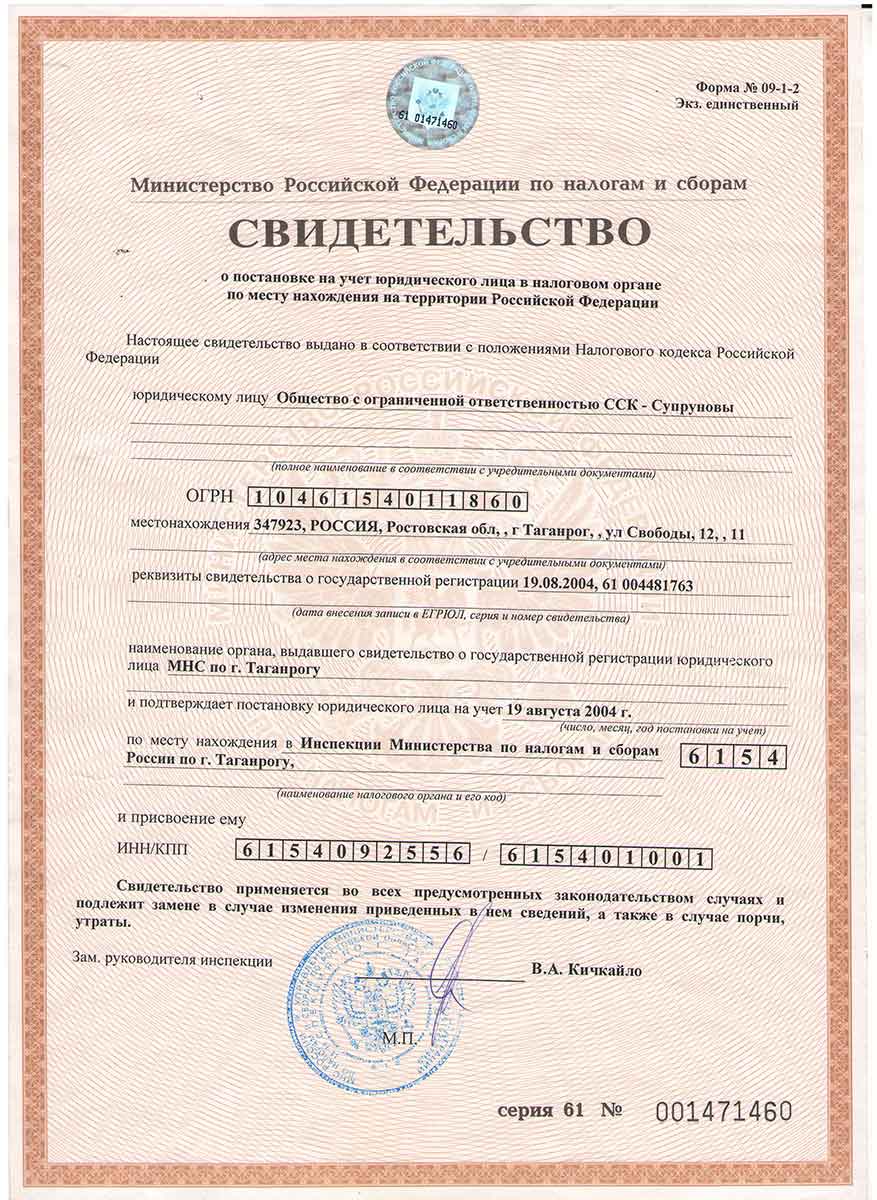 61 01471460
Форма № 09-1-2
Экз. единственный
Министерство Российской Федерации по налогам и сборам
СВИДЕТЕЛЬСТВО
о постановке на учет юридического лица в налоговом органе
по месту нахождения на территории Российской Федерации
Настоящее свидетельство выдано в соответствии с положениями Налогового кодекса Российской
Федерации
юридическому лицу Общество с ограниченной ответственностью ССК - Супруновы
(полное наименование в соответствии с учредительными документами)
ОГРН 1046154011860
местонахождения 347923, РОССИЯ, Ростовская обл, , г Таганрог, , ул Свободы, 12, , 11
(адрес места нахождения в соответствии с учредительными документами)
реквизиты свидетельства о государственной регистрации 19.08.2004, 61 004481763
(дата внесения записи в ЕГРЮЛ, серия и номер свидетельства)
наименование органа, выдавшего свидетельство о государственной регистрации юридического
лица МНС по г. Таганрогу
и подтверждает постановку юридического лица на учет 19 августа 2004 г.
(число, месяц, год постановки на учет)
по месту нахождения в Инспекции Министерства по налогам и сборам
России по г. Таганрогу,
6154
(наименование налогового органа и его код)
и присвоение ему
ИНН/КПП 6154092556 / 615401001
Свидетельство применяется во всех предусмотренных законодательством случаях и
подлежит замене в случае изменения приведенных в нем сведений, а также в случае порчи,
утраты.
Зам. руководителя инспекции
В.А. Кичкайло
М.П.
серия 61 № 001471460